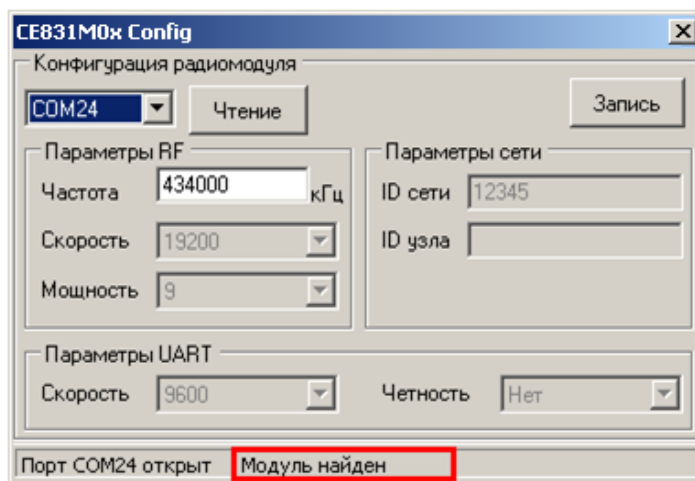 CE831M0x Config
Конфигурация радиомодуля
COM24 Чтение Запись
Параметры RF Параметры сети
Частота 434000 кГц ID сети 12345
Скорость 19200 ID узла
Мощность 9
Параметры UART
Скорость 9600 Четность Нет
Порт COM24 открыт Модуль найден